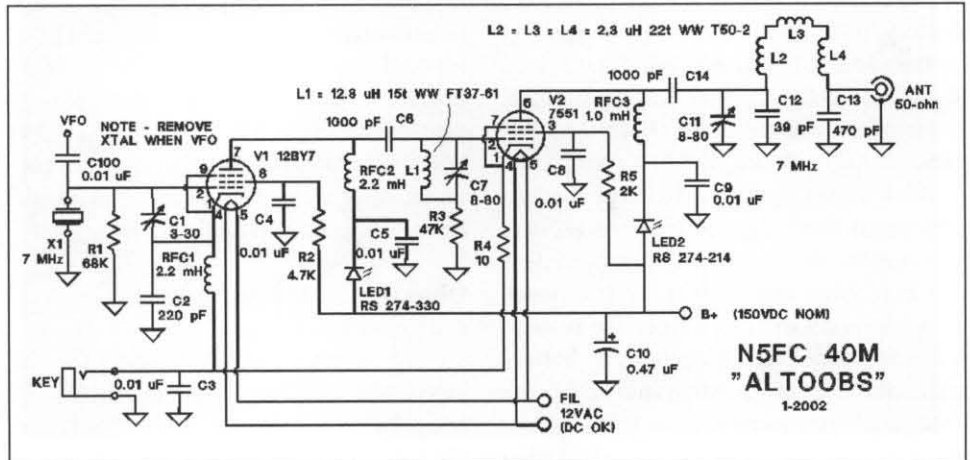 L2 = L3 = L4 = 2.3 uH 22t WW T50-2
L3
L2
L4
1000 pF
C14
L1 = 12.8 uH 15t WW FT37-61
6
V2
7551
RFC3
1.0 mH
ANT
50-ohm
1000 pF
C6
7
2
1
3
4
5
C11
8-80
C12
39 pF
C13
470 pF
7 MHz
VFO
NOTE - REMOVE
XTAL WHEN VFO
C100
0.01 uF
7
V1 12BY7
9
2
8
4
5
RFC2
2.2 mH
L1
C7
8-80
C8
0.01 uF
R5
2K
C9
0.01 uF
X1
7 MHz
R1
68K
C1
3-30
RFC1
2.2 mH
C4
0.01 uF
R2
4.7K
C5
0.01 uF
R3
47K
R4
10
LED2
RS 274-214
C2
220 pF
LED1
RS 274-330
B+ (150VDC NOM)
C10
0.47 uF
+
N5FC 40M
"ALTOOBS"
1-2002
KEY
0.01 uF
C3
FIL
12VAC
(DC OK)